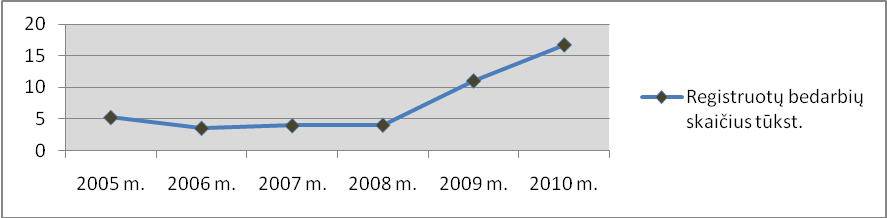 20
15
10
5
0
2005 m. 2006 m. 2007 m. 2008 m. 2009 m. 2010 m.
Registruotų bedarbių
skaičius tūkst.